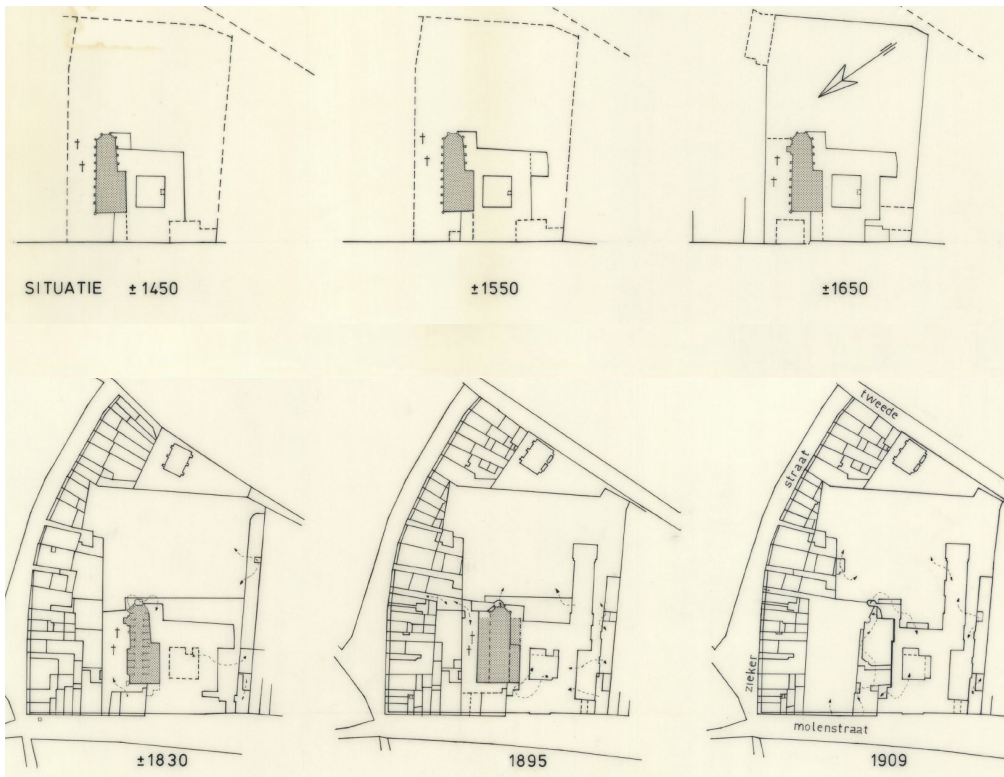 SITUATIE ±1450
±1550
±1650
tweede
straat
zieker
molenstraat
±1830
1895
1909